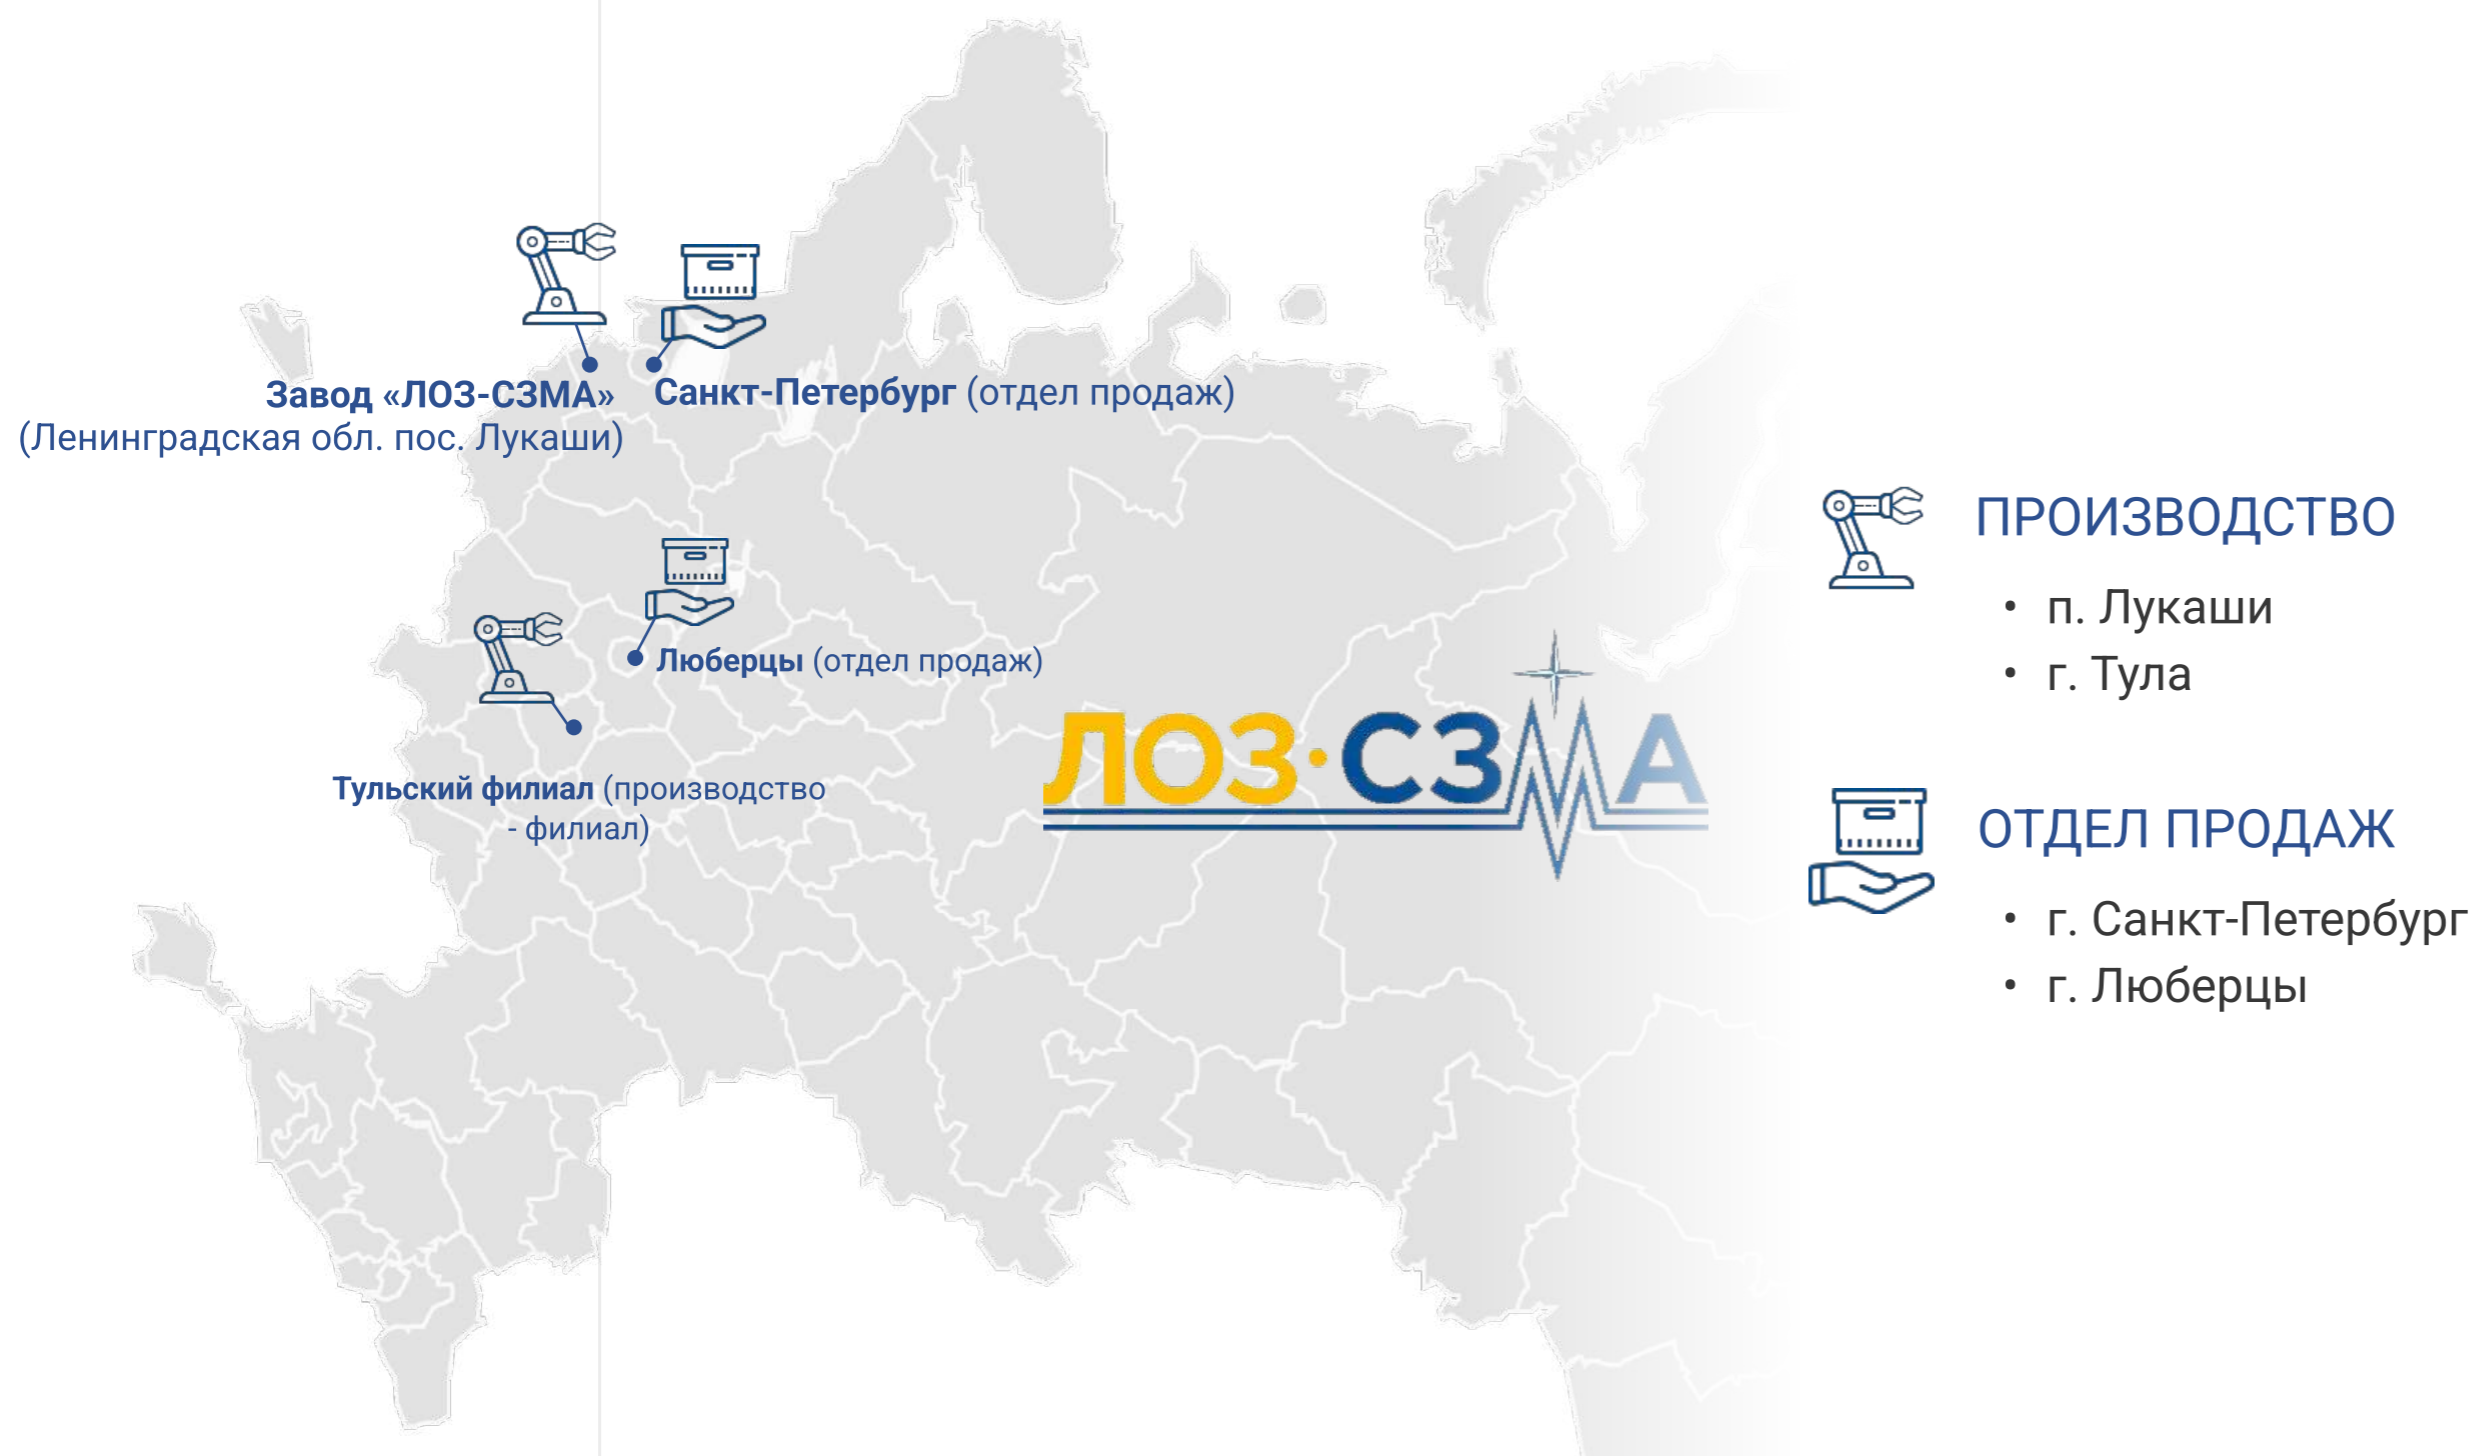 Завод «ЛОЗ-СЗМА»
(Ленинградская обл. пос. Лукаши)
Санкт-Петербург (отдел продаж)
Люберцы (отдел продаж)
Тульский филиал (производство
- филиал)
ЛОЗ·СЗМА
ПРОИЗВОДСТВО
• п. Лукаши
• г. Тула
ОТДЕЛ ПРОДАЖ
• г. Санкт-Петербург
• г. Люберцы